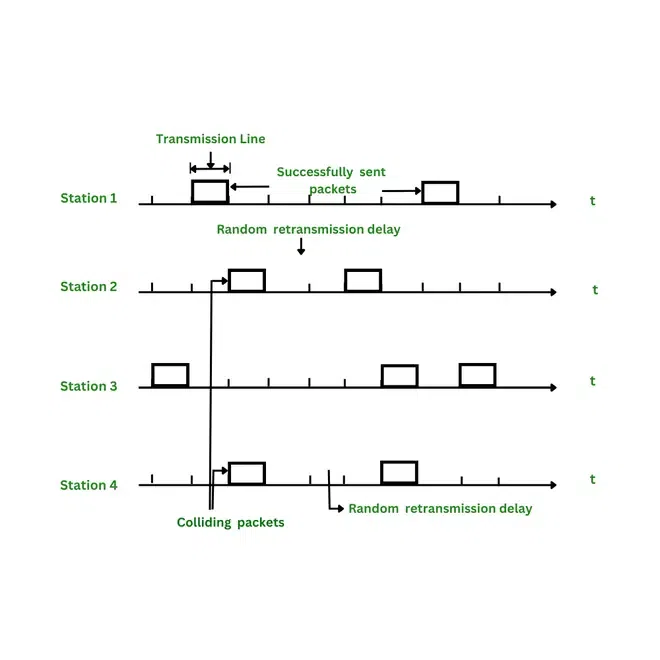 Transmission Line
Successfully sent
packets
Station 1
t
Random retransmission delay
Station 2
t
Station 3
t
Station 4
t
Random retransmission delay
Colliding packets